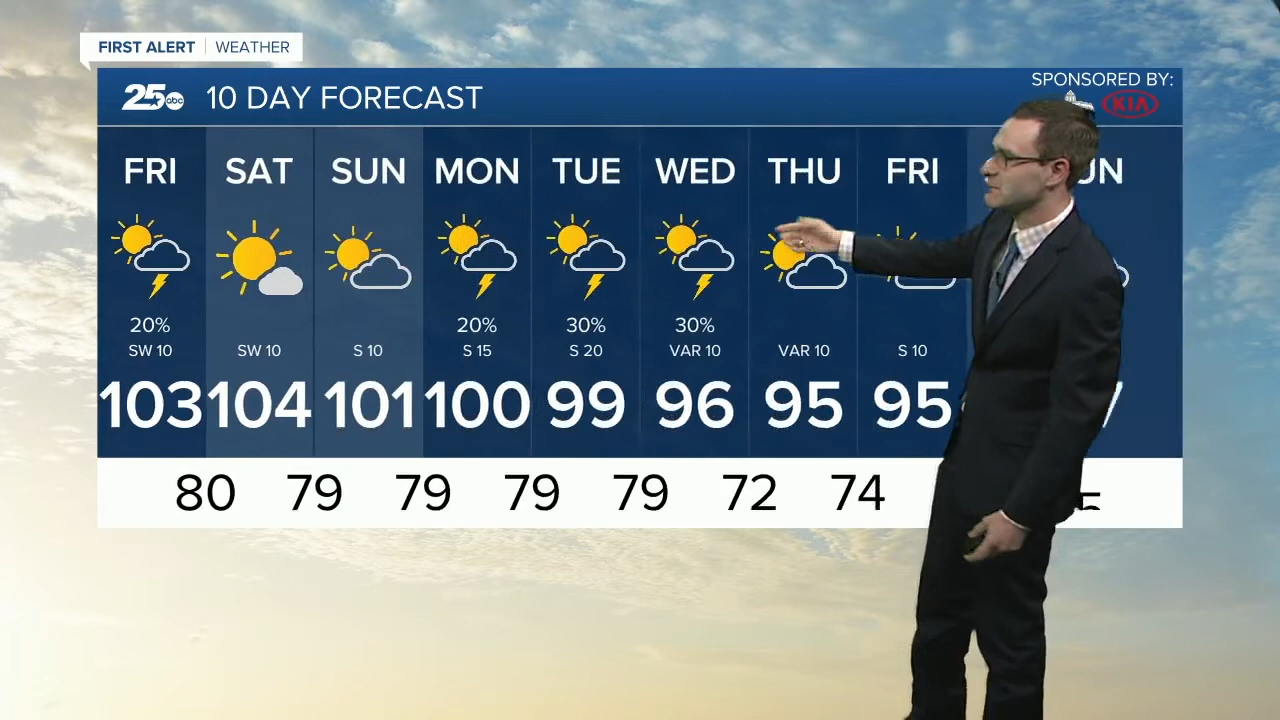 FIRST ALERT | WEATHER
25 abc 10 DAY FORECAST
SPONSORED BY:
KIA
FRI SAT SUN MON TUE WED THU FRI
20% 20% 30% 30%
SW 10 SW 10 S 10 S 15 S 20 VAR 10 VAR 10 S 10
103 104 101 100 99 96 95 95
80 79 79 79 79 72 74